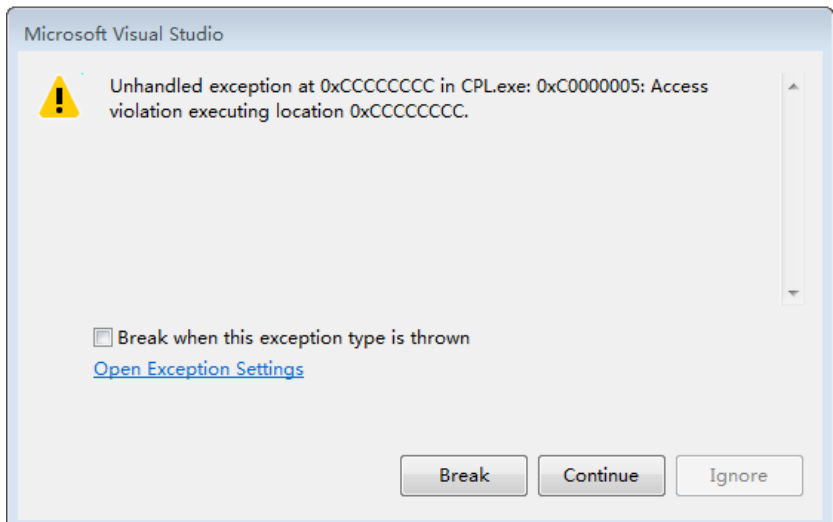 Microsoft Visual Studio
Unhandled exception at 0xCCCCCCCC in CPL.exe: 0xC0000005: Access
violation executing location 0xCCCCCCCC.
Break when this exception type is thrown
Open Exception Settings
Break
Continue
Ignore